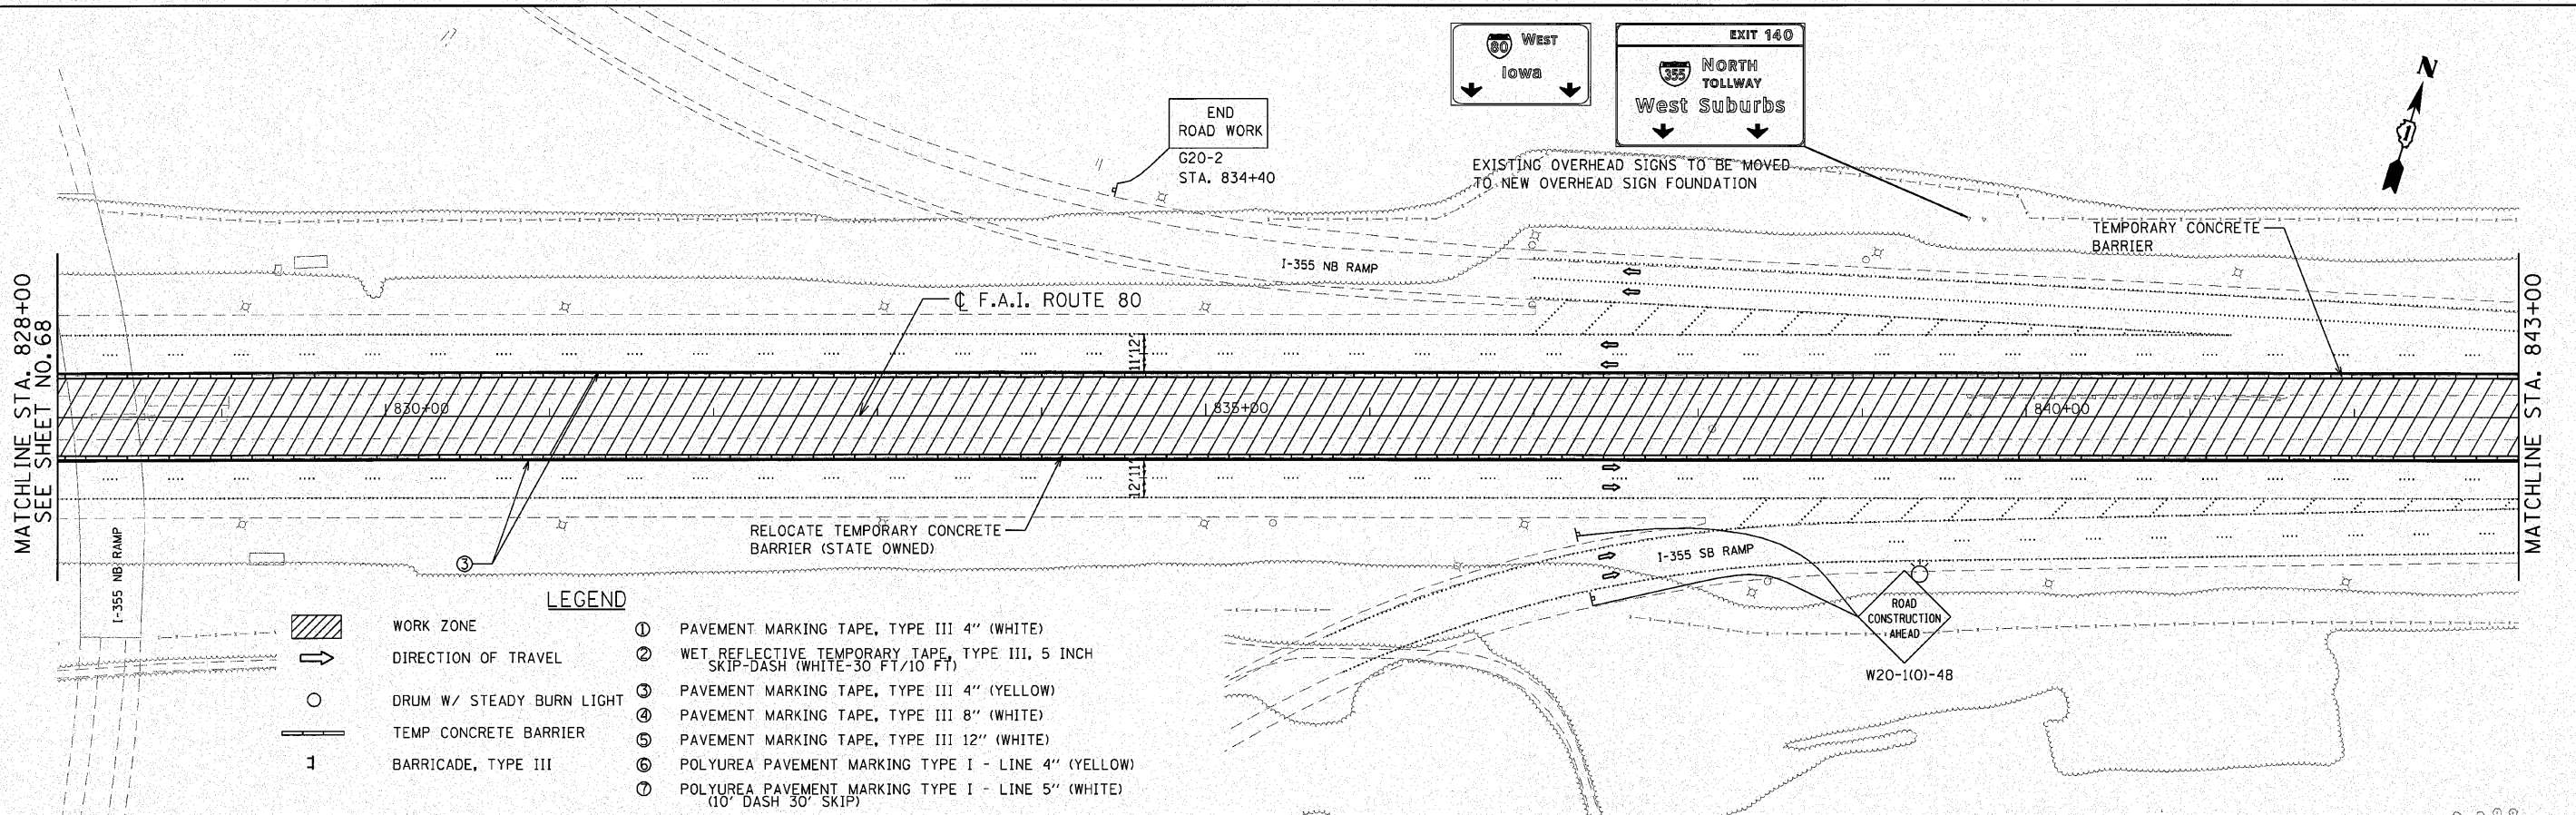 80 WEST
Iowa
EXIT 140
355 NORTH
TOLLWAY
West Suburbs
N
1
END
ROAD WORK
G20-2
STA. 834+40
EXISTING OVERHEAD SIGNS TO BE MOVED
TO NEW OVERHEAD SIGN FOUNDATION
TEMPORARY CONCRETE
BARRIER
I-355 NB RAMP
℄ F.A.I. ROUTE 80
MATCHLINE STA. 828+00
SEE SHEET NO. 68
MATCHLINE STA. 843+00
11' 12'
830+00
835+00
840+00
12' 11'
RELOCATE TEMPORARY CONCRETE
BARRIER (STATE OWNED)
3
I-355 NB RAMP
I-355 SB RAMP
ROAD
CONSTRUCTION
AHEAD
W20-1(O)-48
LEGEND
WORK ZONE
DIRECTION OF TRAVEL
DRUM W/ STEADY BURN LIGHT
TEMP CONCRETE BARRIER
BARRICADE, TYPE III
1 PAVEMENT MARKING TAPE, TYPE III 4" (WHITE)
2 WET REFLECTIVE TEMPORARY TAPE, TYPE III, 5 INCH
SKIP-DASH (WHITE-30 FT/10 FT)
3 PAVEMENT MARKING TAPE, TYPE III 4" (YELLOW)
4 PAVEMENT MARKING TAPE, TYPE III 8" (WHITE)
5 PAVEMENT MARKING TAPE, TYPE III 12" (WHITE)
6 POLYUREA PAVEMENT MARKING TYPE I - LINE 4" (YELLOW)
7 POLYUREA PAVEMENT MARKING TYPE I - LINE 5" (WHITE)
(10' DASH 30' SKIP)